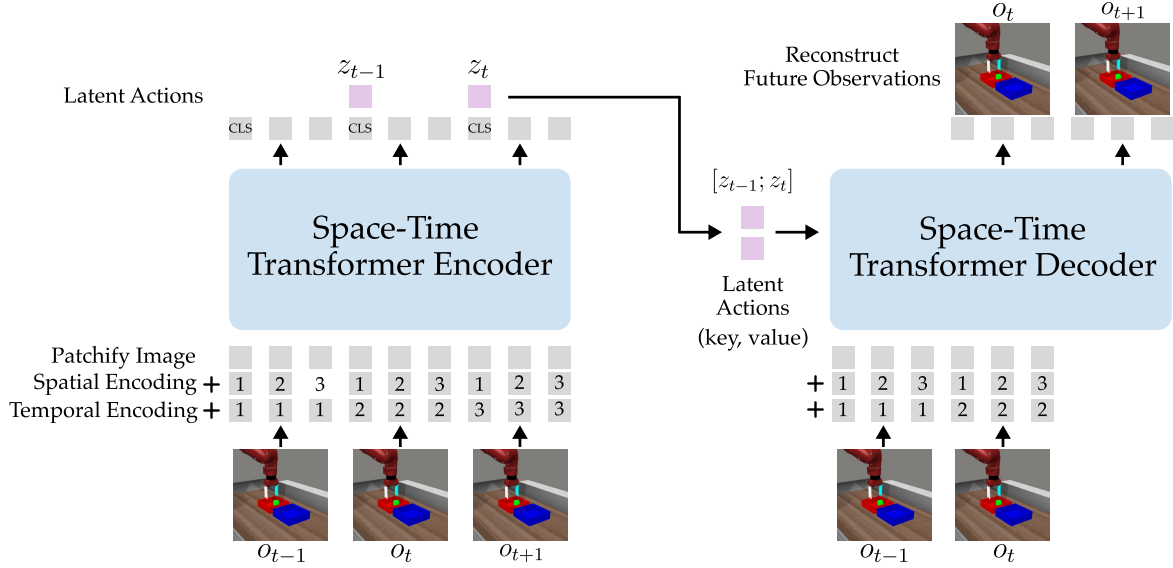 Latent Actions
z_{t−1} z_t
CLS CLS CLS
Space-Time
Transformer Encoder
Patchify Image
Spatial Encoding + 1 2 3 1 2 3 1 2 3
Temporal Encoding + 1 1 1 2 2 2 3 3 3
o_{t−1} o_t o_{t+1}
[z_{t−1}; z_t]
Latent
Actions
(key, value)
o_t o_{t+1}
Reconstruct
Future Observations
Space-Time
Transformer Decoder
+ 1 2 3 1 2 3
+ 1 1 1 2 2 2
o_{t−1} o_t